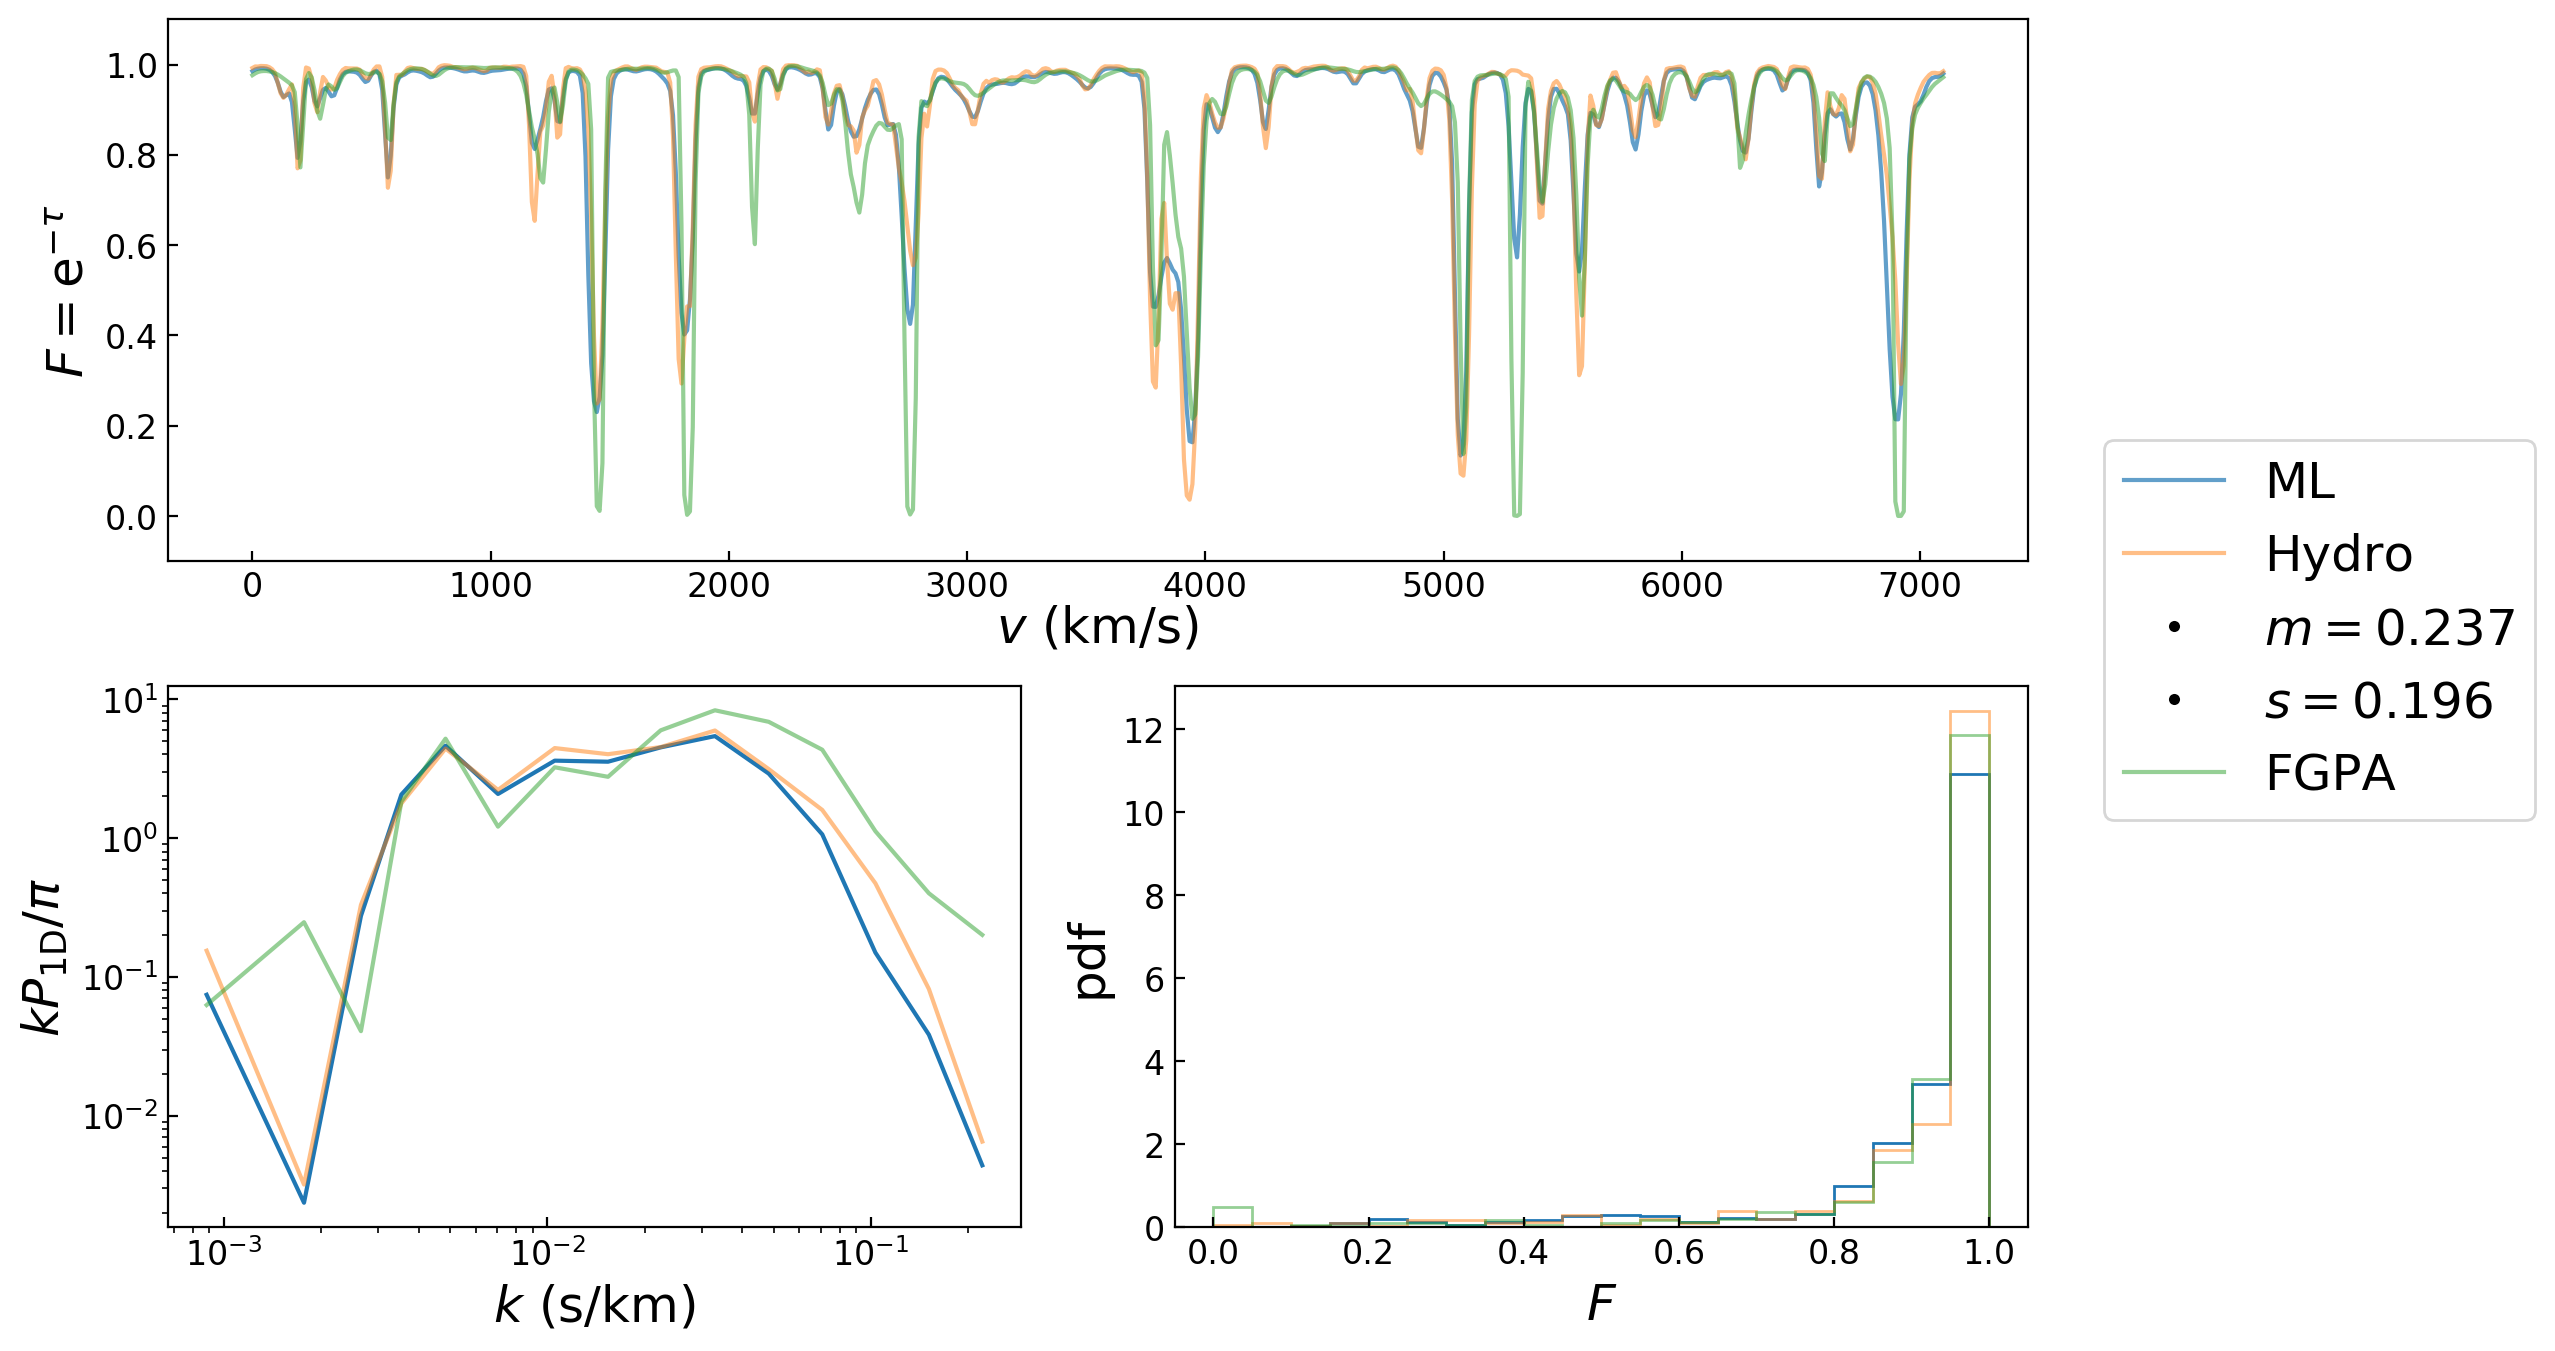 1.0
0.8
0.6
0.4
0.2
0.0
F = e^{−τ}
0 1000 2000 3000 4000 5000 6000 7000
v (km/s)
ML
Hydro
m = 0.237
s = 0.196
FGPA
10^1
10^0
10^{−1}
10^{−2}
kP_{1D}/π
10^{−3} 10^{−2} 10^{−1}
k (s/km)
12
10
8
6
4
2
0
pdf
0.0 0.2 0.4 0.6 0.8 1.0
F